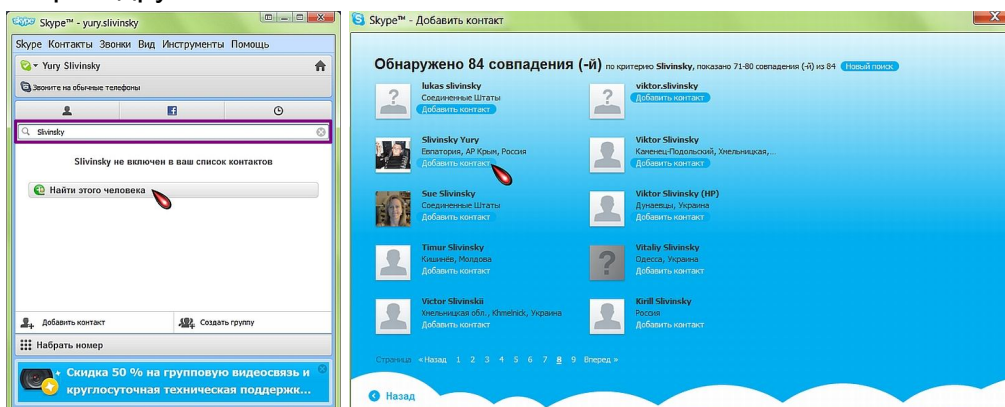 Skype™ - yury.slivinsky
Skype Контакты Звонки Вид Инструменты Помощь
Yury Slivinsky
Звоните на обычные телефоны
Slivinsky
Slivinsky не включен в ваш список контактов
Найти этого человека
Добавить контакт
Создать группу
Набрать номер
Скидка 50 % на групповую видеосвязь и
круглосуточная техническая поддержк...
Skype™ - Добавить контакт
Обнаружено 84 совпадения (-й) по критерию Slivinsky, показано 71-80 совпадения (-й) из 84 Новый поиск
lukas slivinsky
Соединенные Штаты
Добавить контакт
viktor.slivinsky
Добавить контакт
Slivinsky Yury
Евпатория, АР Крым, Россия
Добавить контакт
Viktor Slivinsky
Каменец-Подольский, Хмельницкая,...
Добавить контакт
Sue Slivinsky
Соединенные Штаты
Добавить контакт
Viktor Slivinsky (HP)
Дунаевцы, Украина
Добавить контакт
Timur Slivinsky
Кишинёв, Молдова
Добавить контакт
Vitaliy Slivinsky
Одесса, Украина
Добавить контакт
Victor Slivinskii
Хмельницкая обл., Khmelnick, Украина
Добавить контакт
Kirill Slivinsky
Россия
Добавить контакт
Страница «Назад 1 2 3 4 5 6 7 8 9 Вперед »
Назад